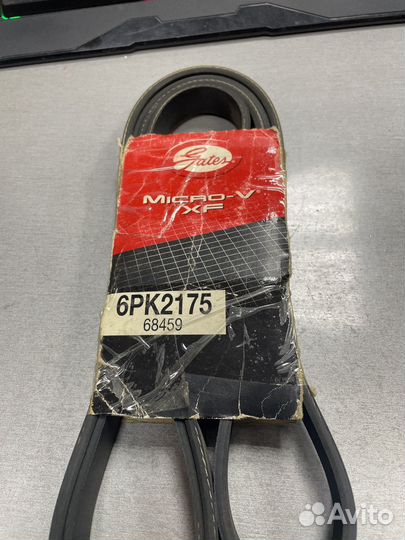 Gates
MICRO-V
XF
6PK2175
68459
Avito